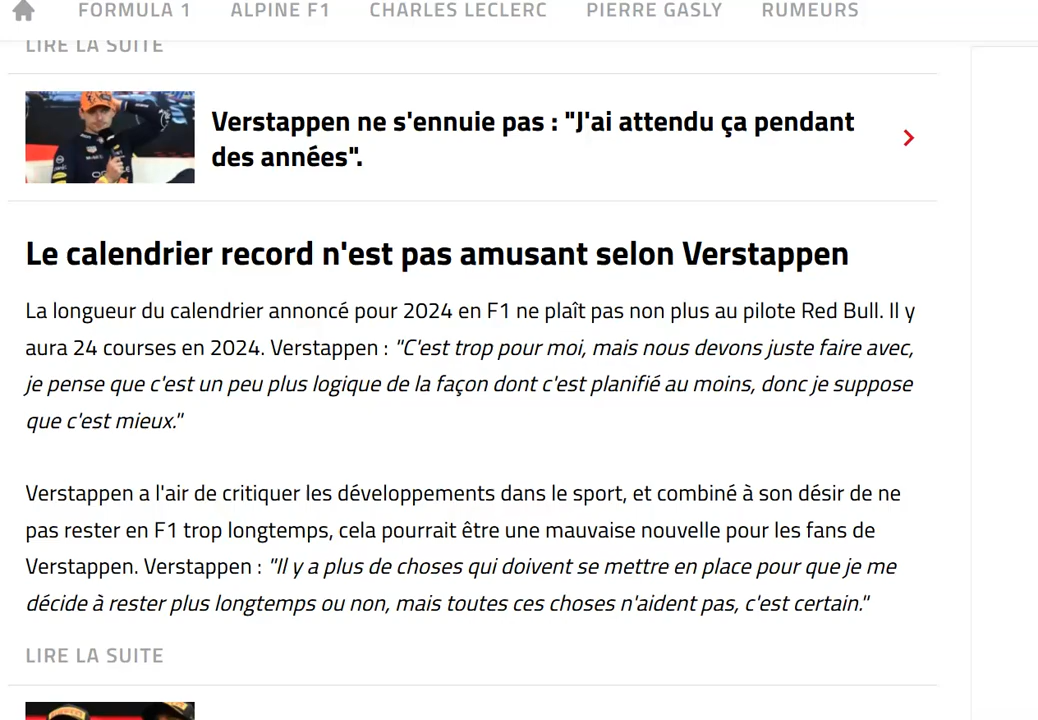 FORMULA 1 ALPINE F1 CHARLES LECLERC PIERRE GASLY RUMEURS
LIRE LA SUITE
Verstappen ne s'ennuie pas : "J'ai attendu ça pendant
des années".
Le calendrier record n'est pas amusant selon Verstappen
La longueur du calendrier annoncé pour 2024 en F1 ne plaît pas non plus au pilote Red Bull. Il y
aura 24 courses en 2024. Verstappen : "C'est trop pour moi, mais nous devons juste faire avec,
je pense que c'est un peu plus logique de la façon dont c'est planifié au moins, donc je suppose
que c'est mieux."
Verstappen a l'air de critiquer les développements dans le sport, et combiné à son désir de ne
pas rester en F1 trop longtemps, cela pourrait être une mauvaise nouvelle pour les fans de
Verstappen. Verstappen : "Il y a plus de choses qui doivent se mettre en place pour que je me
décide à rester plus longtemps ou non, mais toutes ces choses n'aident pas, c'est certain."
LIRE LA SUITE